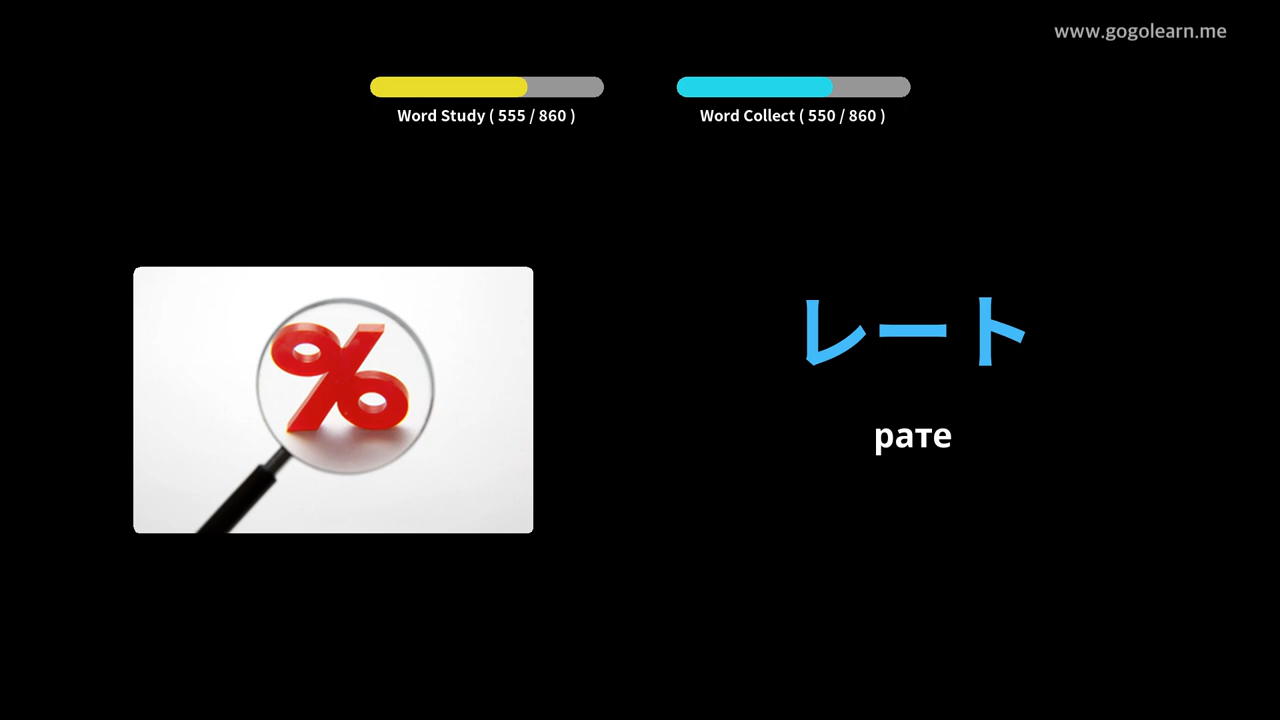 www.gogolearn.me
Word Study ( 555 / 860 )
Word Collect ( 550 / 860 )
%
レート
рате